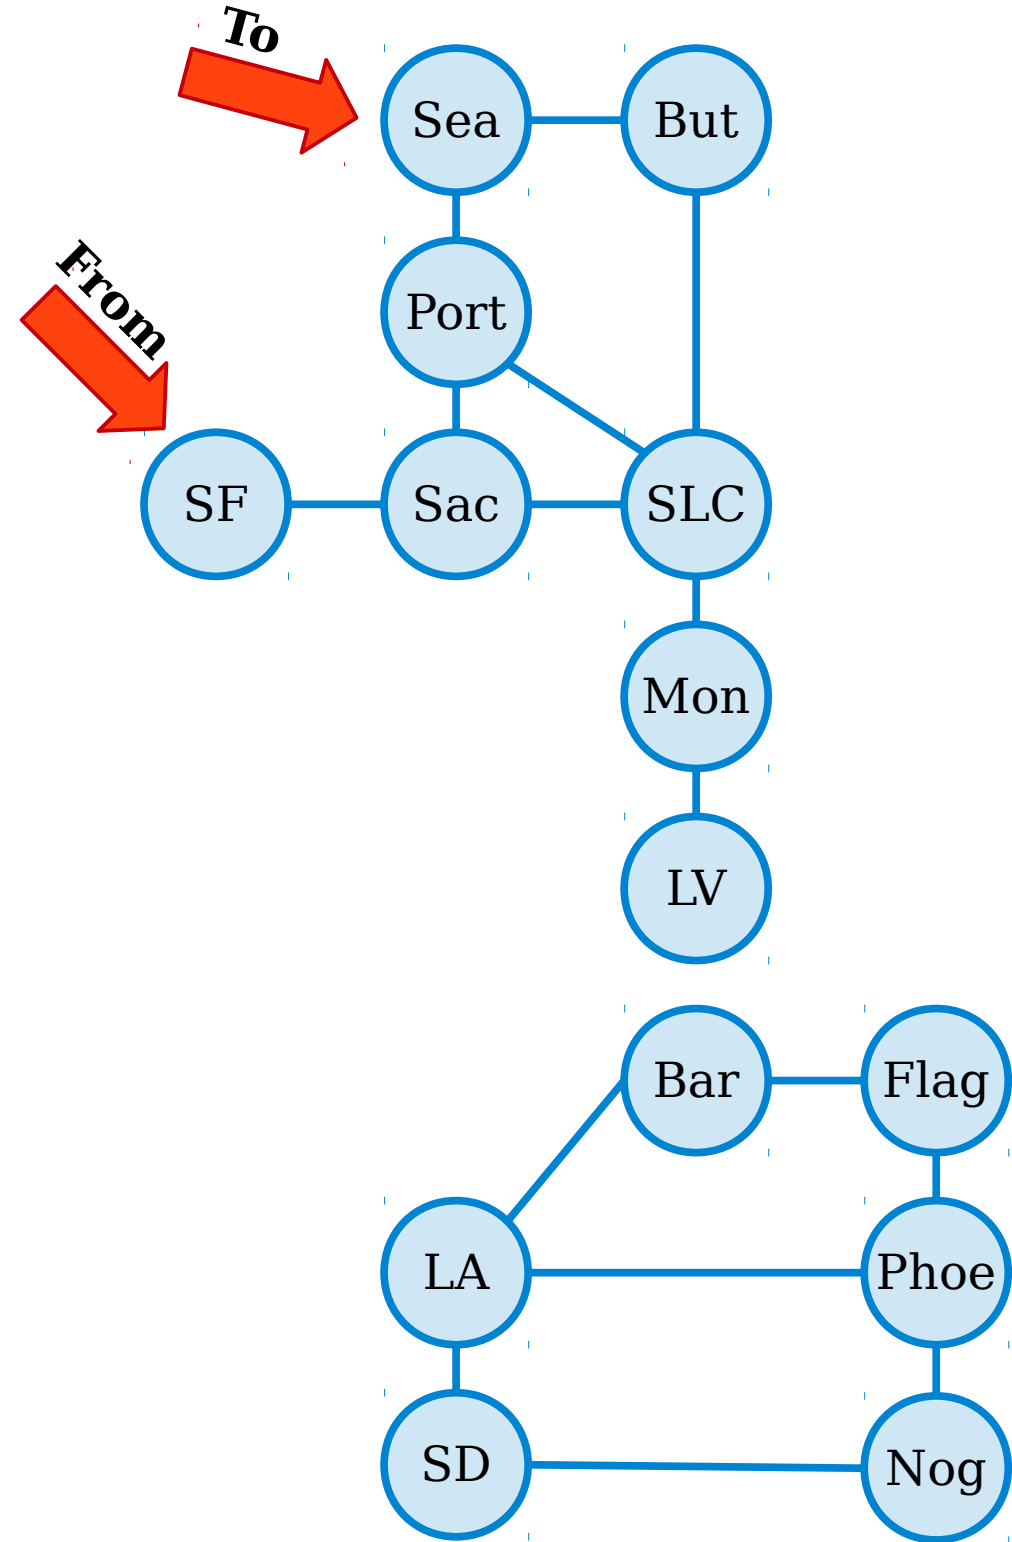 To
Sea But
From
Port
SF Sac SLC
Mon
LV
Bar Flag
LA Phoe
SD Nog